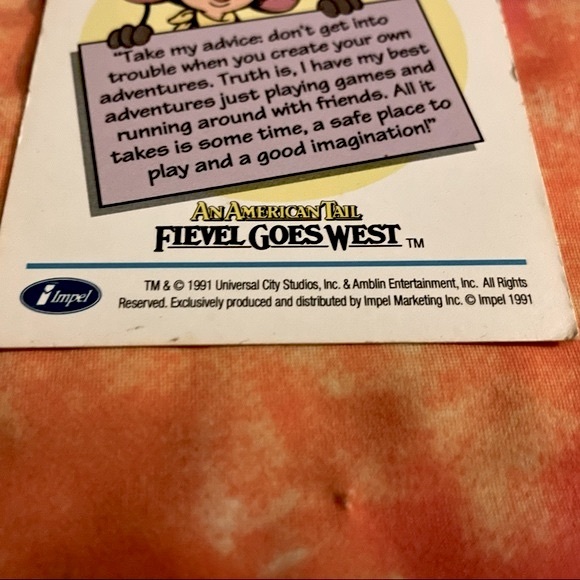 "Take my advice: don't get into
trouble when you create your own
adventures. Truth is, I have my best
adventures just playing games and
running around with friends. All it
takes is some time, a safe place to
play and a good imagination!"
AN AMERICAN TAIL
FIEVEL GOES WEST TM
i Impel
TM & © 1991 Universal City Studios, Inc. & Amblin Entertainment, Inc. All Rights
Reserved. Exclusively produced and distributed by Impel Marketing Inc. © Impel 1991